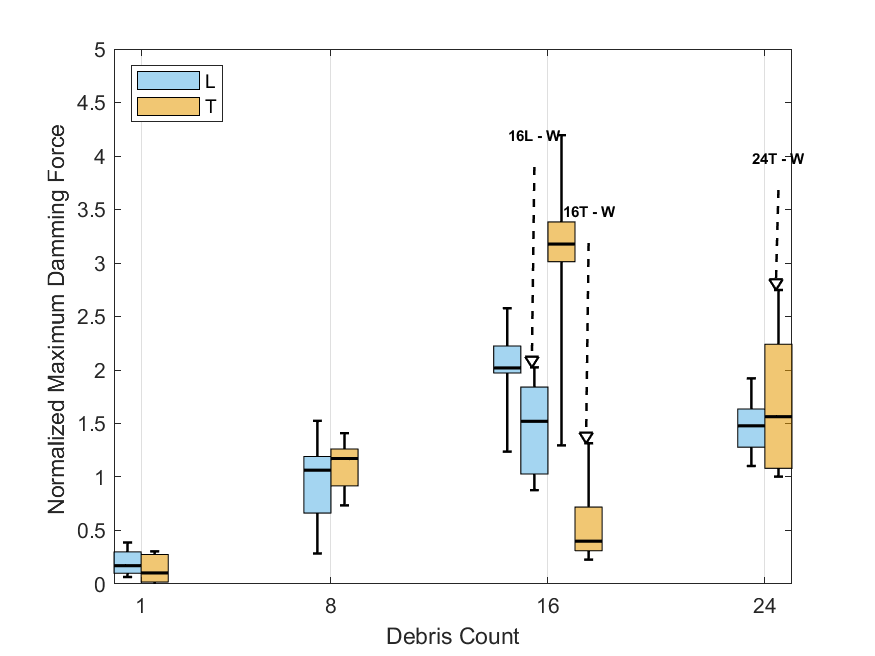 5
4.5
4
3.5
3
2.5
2
1.5
1
0.5
0
Normalized Maximum Damming Force
L
T
16L - W
16T - W
24T - W
1
8
16
24
Debris Count